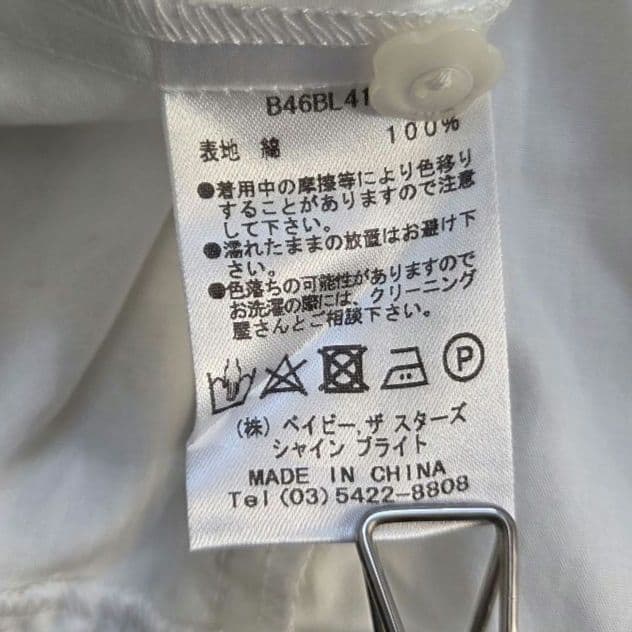 B46BL41
表地 綿 100%
●着用中の摩擦等により色移り
することがありますので注意
して下さい。
●濡れたままの放置はお避け下
さい。
●色落ちの可能性がありますので
お洗濯の際には、クリーニング
屋さんとご相談下さい。
P
(株) ベイビー, ザ スターズ
シャイン ブライト
MADE IN CHINA
Tel (03) 5422-8808